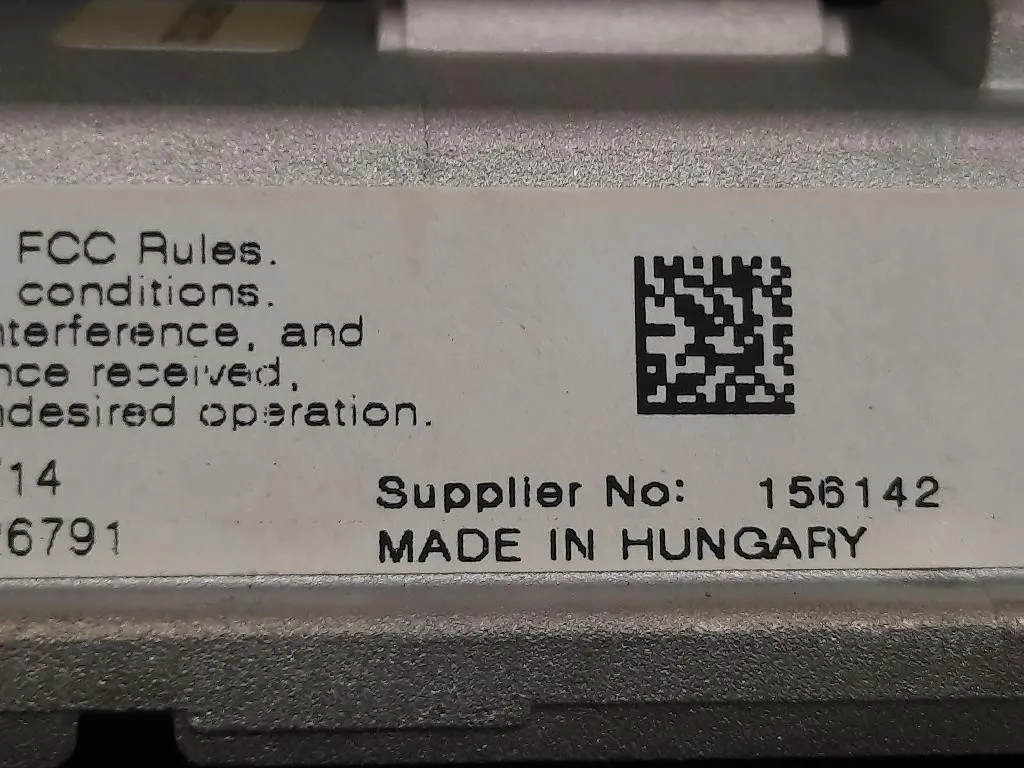 FCC Rules.
conditions.
nterference, and
nce received,
ndesired operation.
14
6791
Supplier No: 156142
MADE IN HUNGARY